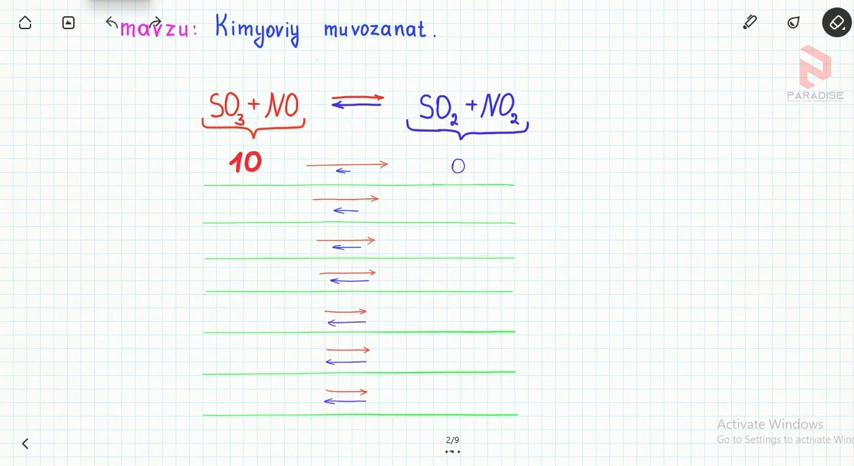 mavzu: Kimyoviy muvozanat.
PARADISE
SO₃ + NO ⇌ SO₂ + NO₂
10 0
Activate Windows
Go to Settings to activate Wind
2/9